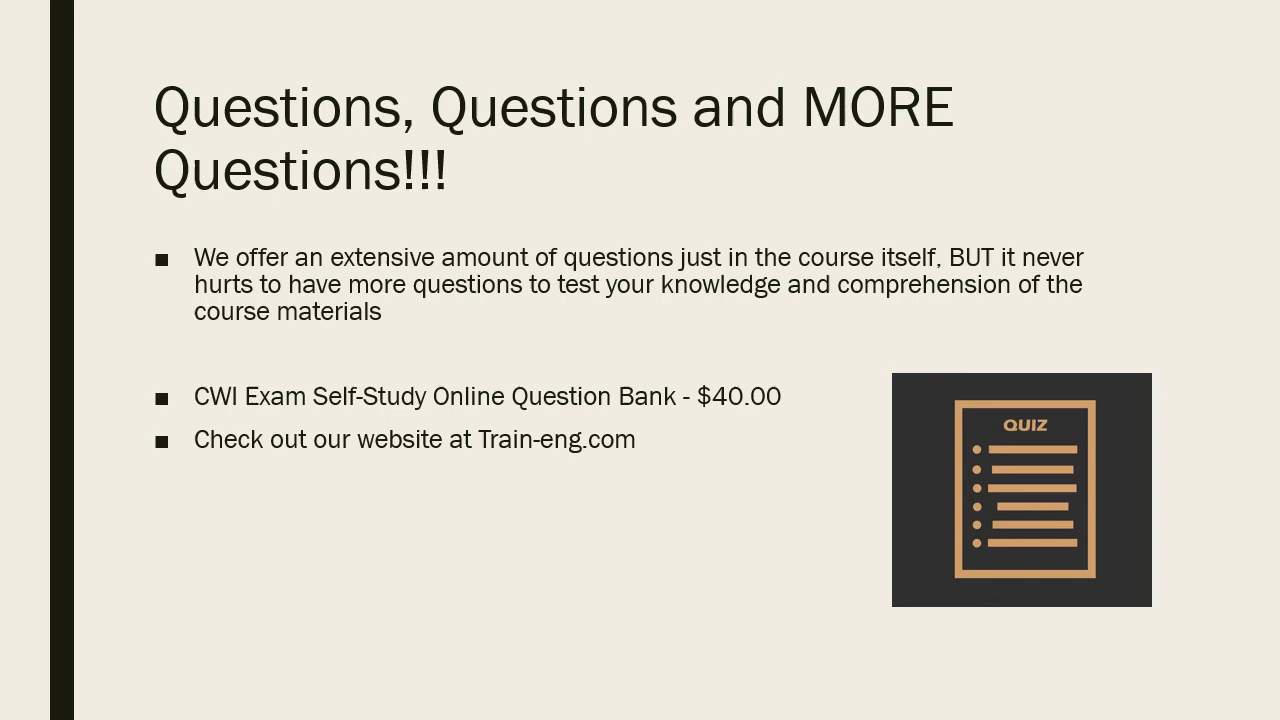 Questions, Questions and MORE
Questions!!!
■ We offer an extensive amount of questions just in the course itself, BUT it never
hurts to have more questions to test your knowledge and comprehension of the
course materials
■ CWI Exam Self-Study Online Question Bank - $40.00
■ Check out our website at Train-eng.com
QUIZ